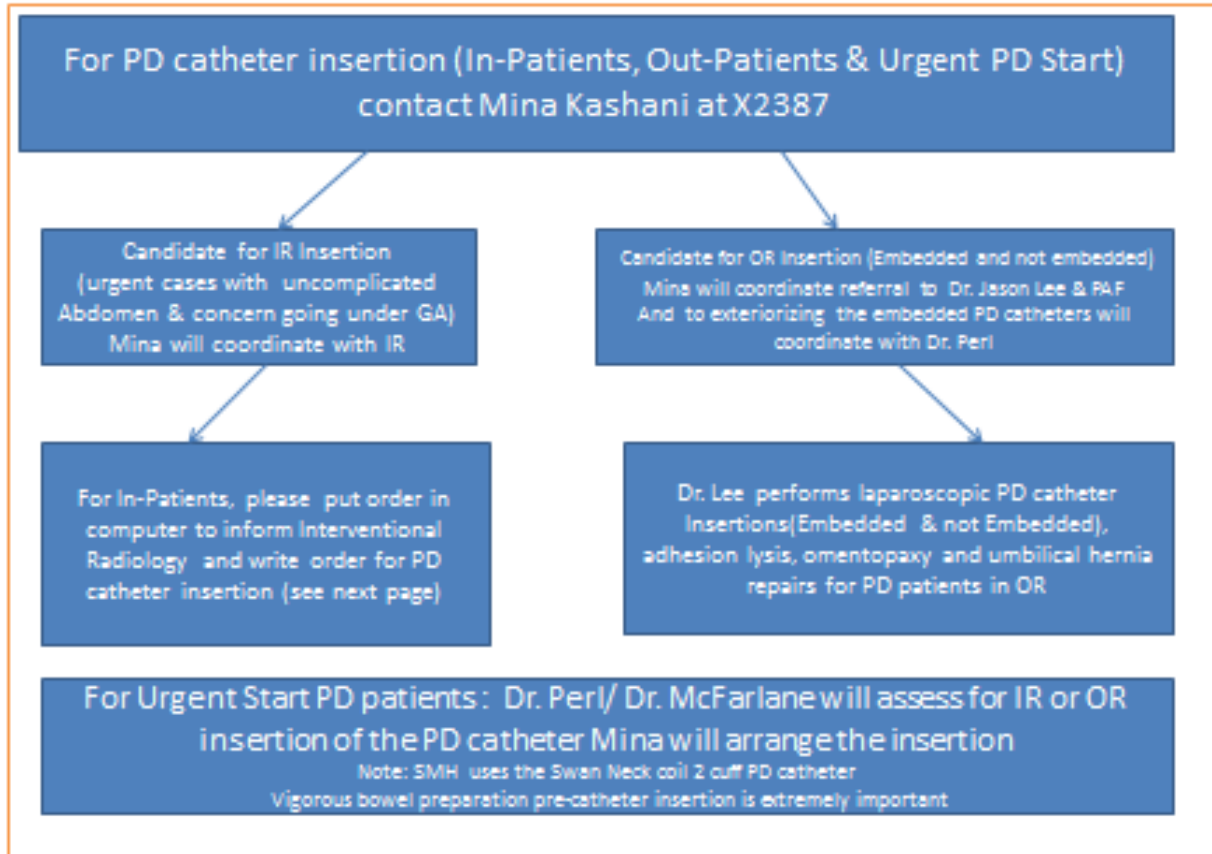 For PD catheter insertion (In-Patients, Out-Patients & Urgent PD Start)
contact Mina Kashani at X2387
Candidate for IR Insertion
(urgent cases with uncomplicated
Abdomen & concern going under GA)
Mina will coordinate with IR
Candidate for OR Insertion (Embedded and not embedded)
Mina will coordinate referral to Dr. Jason Lee & PAF
And to exteriorizing the embedded PD catheters will
coordinate with Dr. Perl
For In-Patients, please put order in
computer to inform Interventional
Radiology and write order for PD
catheter insertion (see next page)
Dr. Lee performs laparoscopic PD catheter
Insertions(Embedded & not Embedded),
adhesion lysis, omentopaxy and umbilical hernia
repairs for PD patients in OR
For Urgent Start PD patients : Dr. Perl/ Dr. McFarlane will assess for IR or OR
insertion of the PD catheter Mina will arrange the insertion
Note: SMH uses the Swan Neck coil 2 cuff PD catheter
Vigorous bowel preparation pre-catheter insertion is extremely important